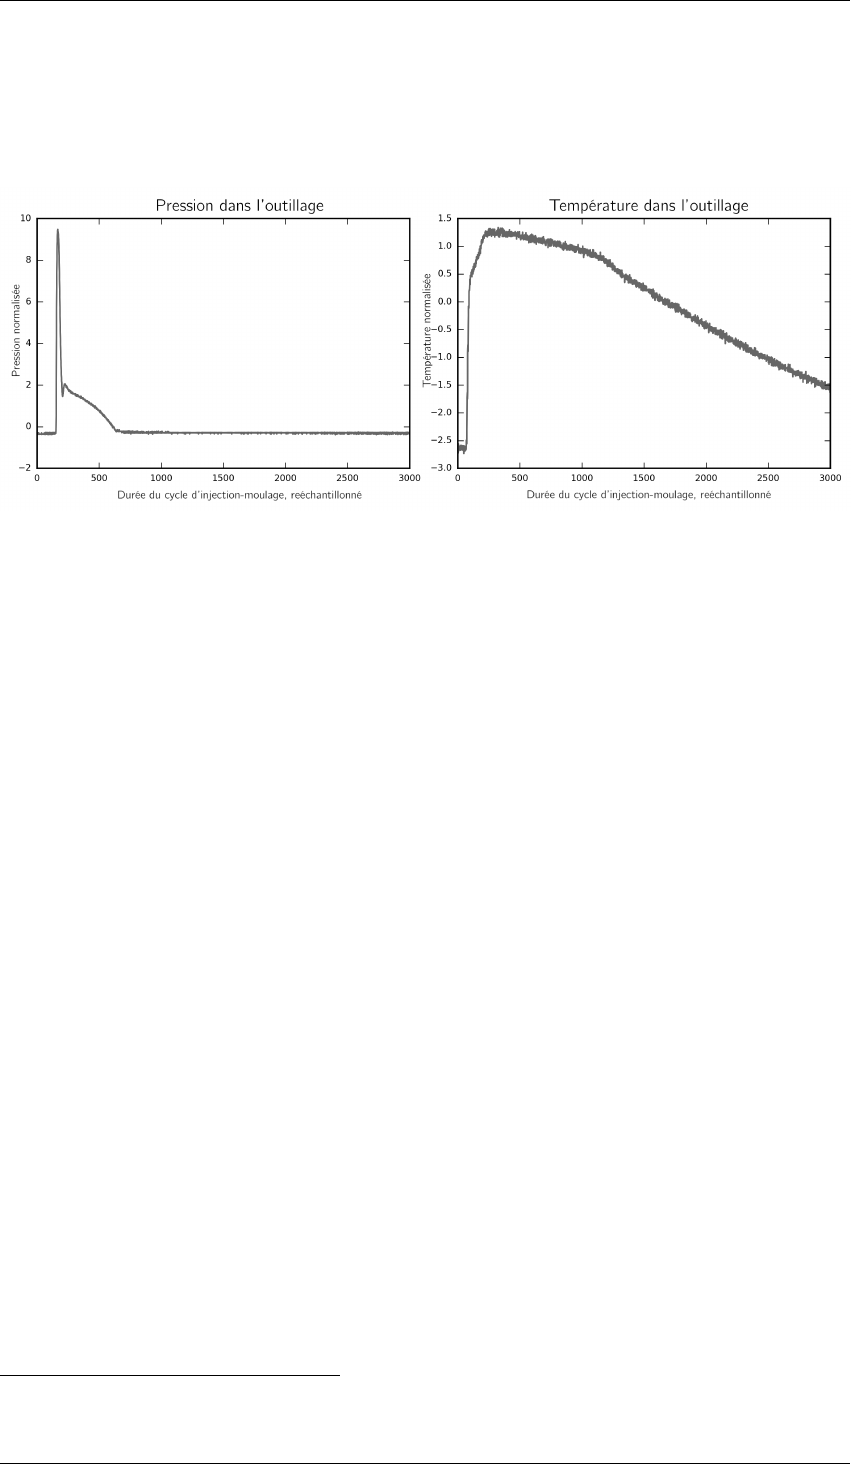 Pression dans l'outillage
Pression normalisée
10
8
6
4
2
0
−2
0 500 1000 1500 2000 2500 3000
Durée du cycle d'injection-moulage, reéchantillonné
Température dans l'outillage
Température normalisée
1.5
1.0
0.5
0.0
−0.5
−1.0
−1.5
−2.0
−2.5
−3.0
0 500 1000 1500 2000 2500 3000
Durée du cycle d'injection-moulage, reéchantillonné